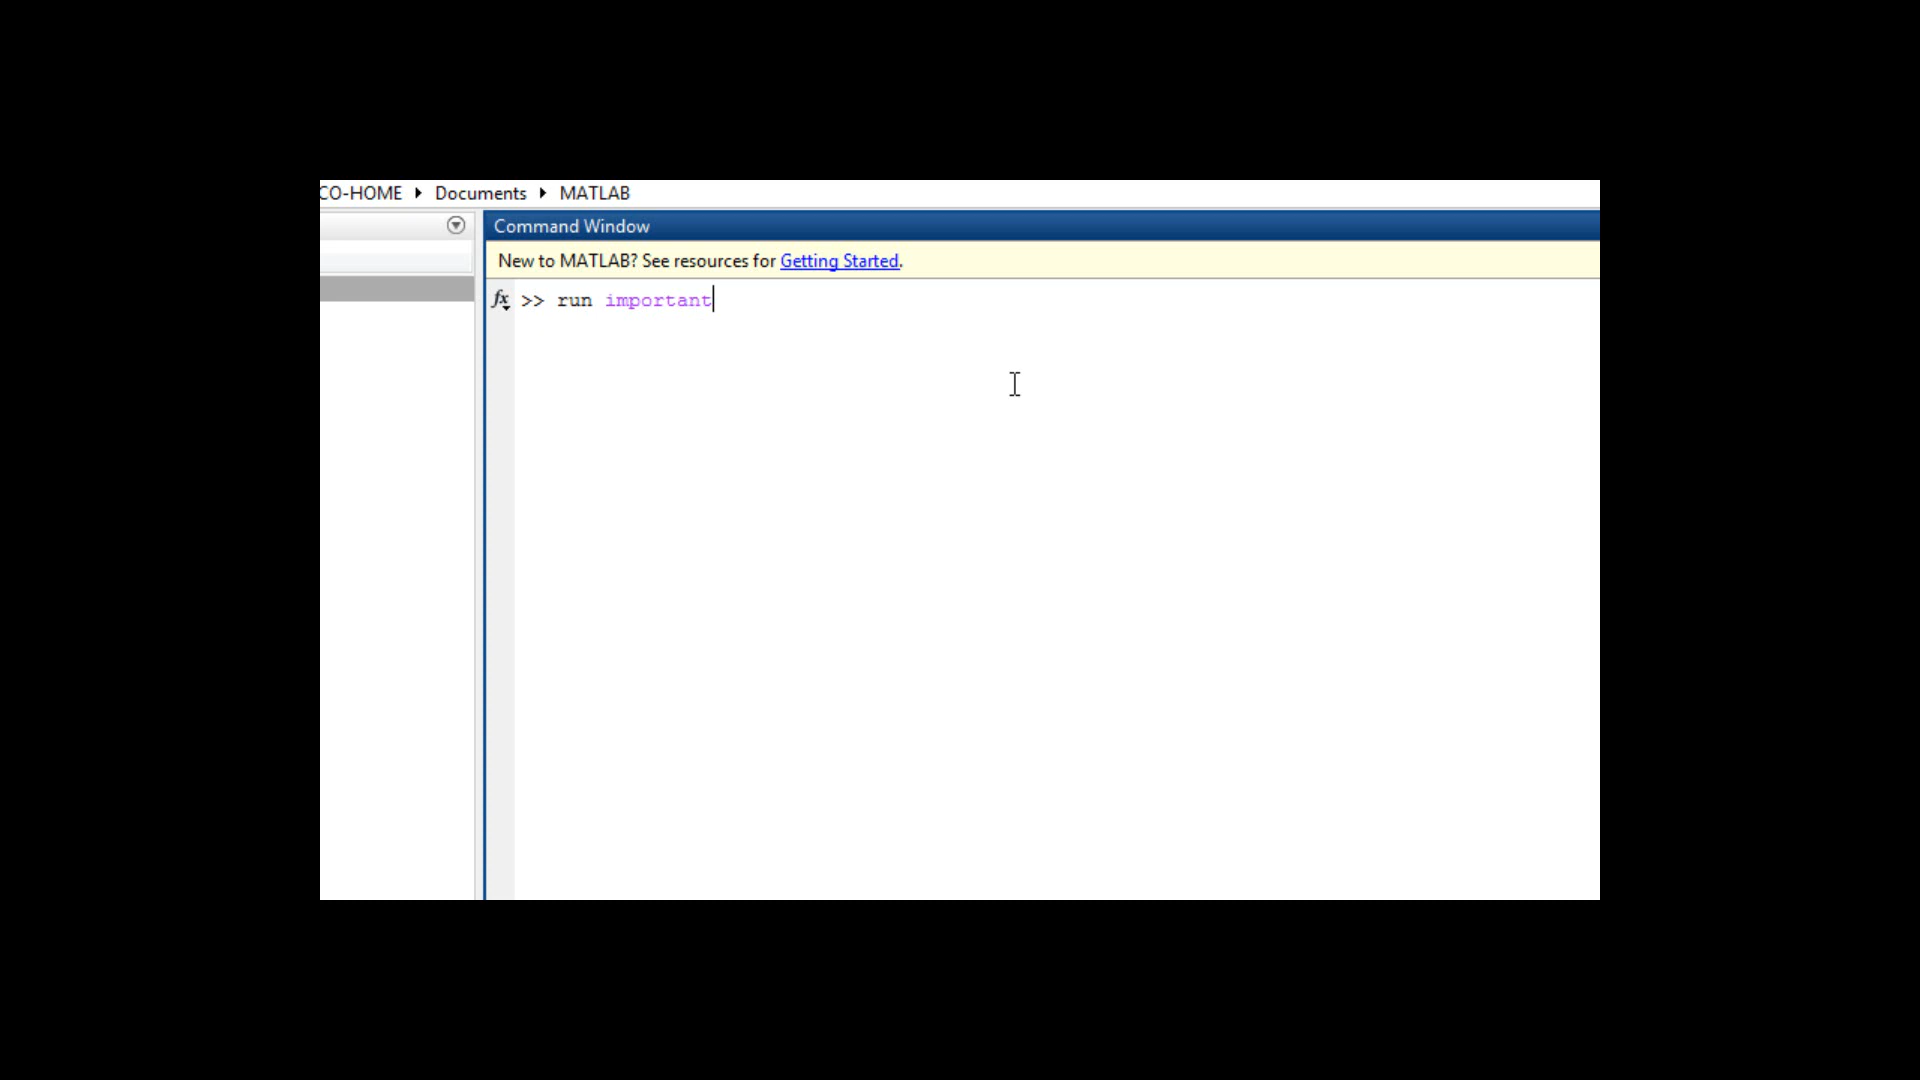 CO-HOME ▸ Documents ▸ MATLAB
Command Window
New to MATLAB? See resources for Getting Started.
fx >> run important